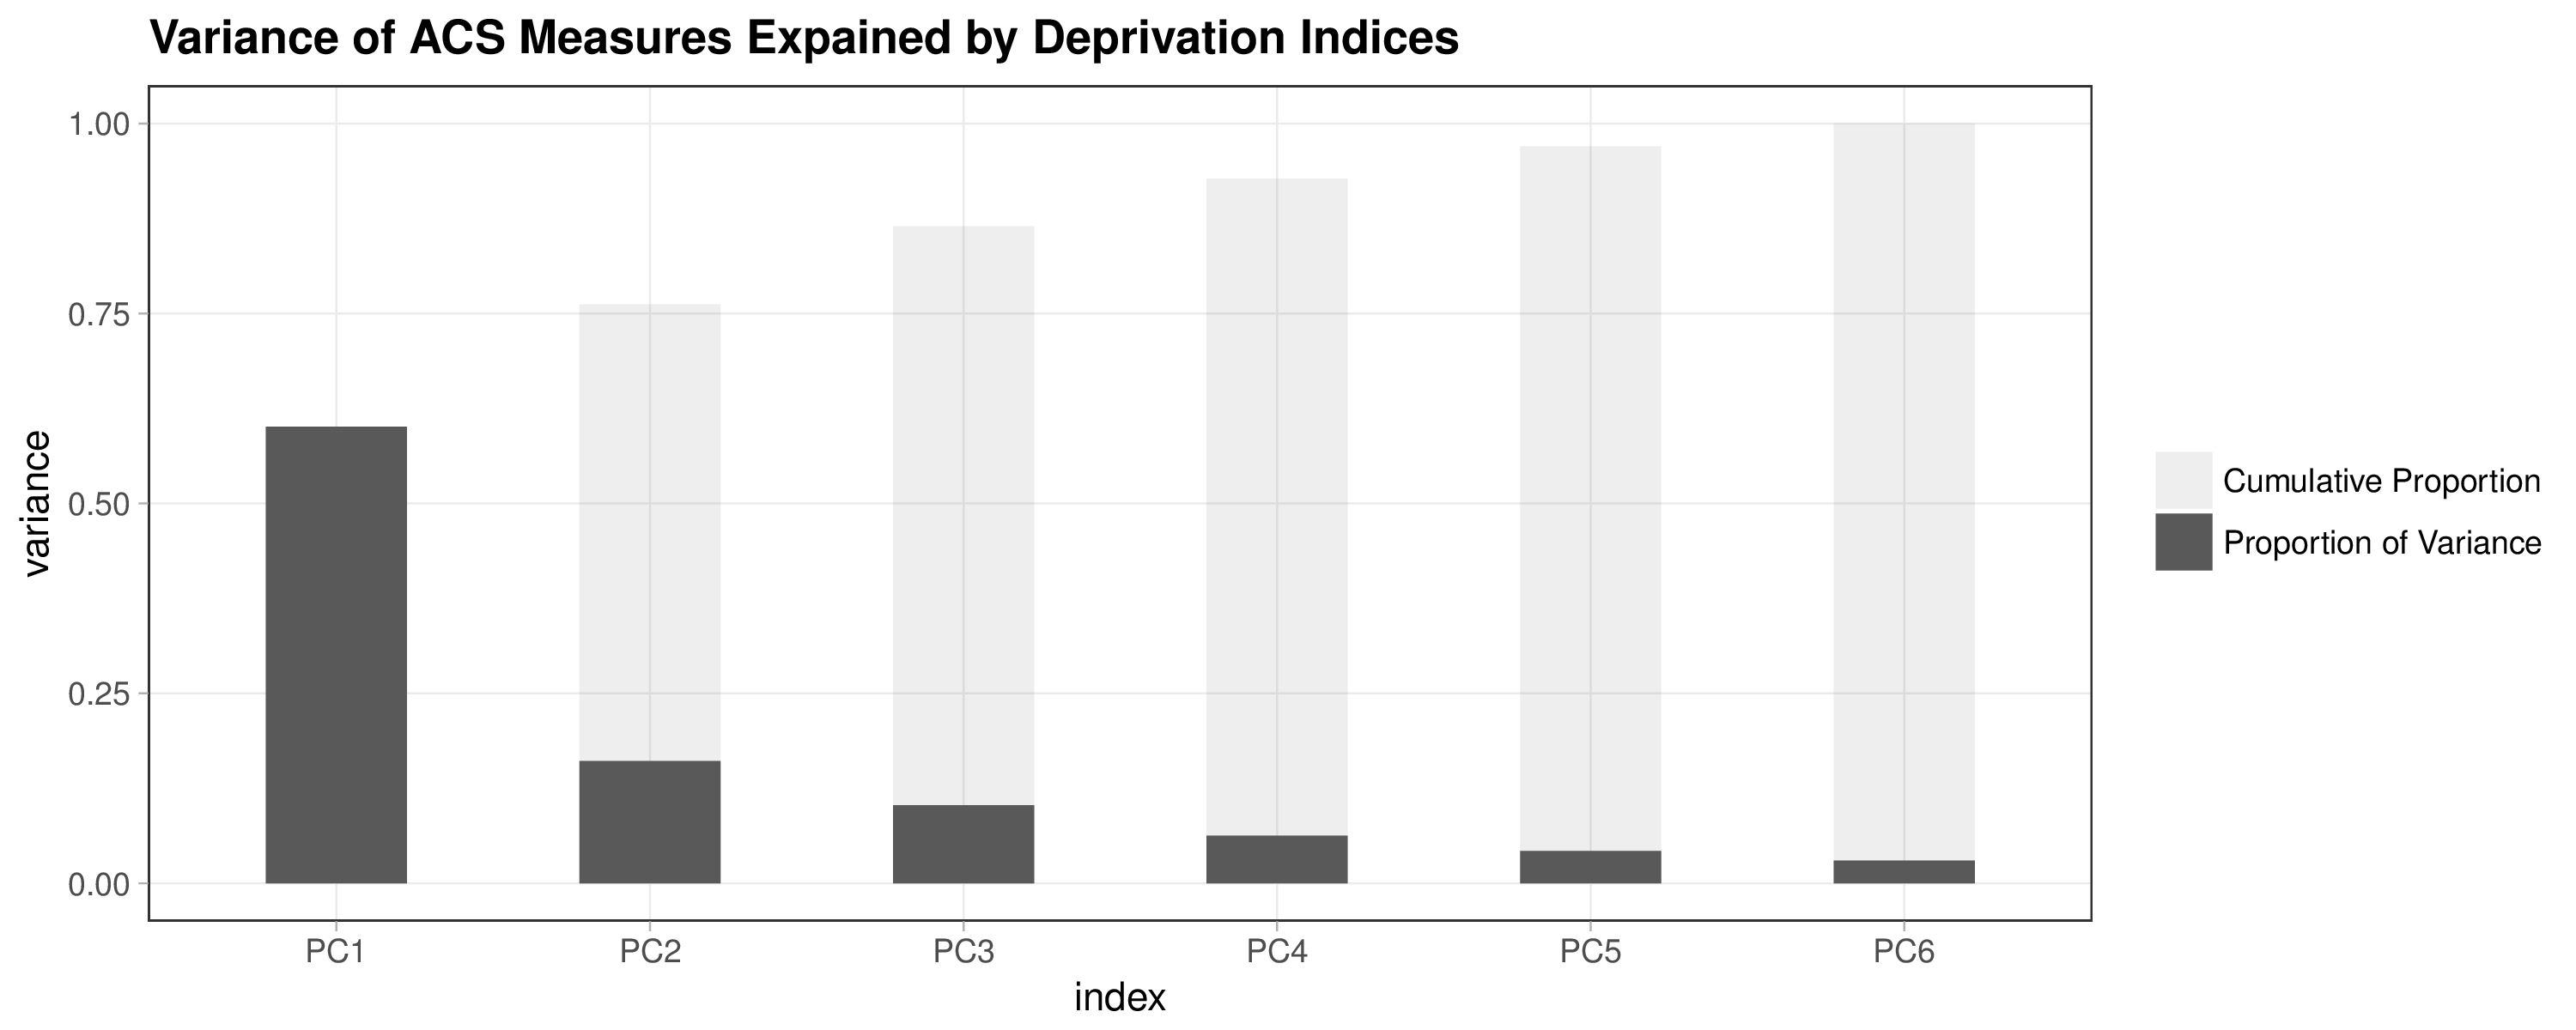 Variance of ACS Measures Expained by Deprivation Indices
variance
1.00
0.75
0.50
0.25
0.00
PC1 PC2 PC3 PC4 PC5 PC6
index
Cumulative Proportion
Proportion of Variance